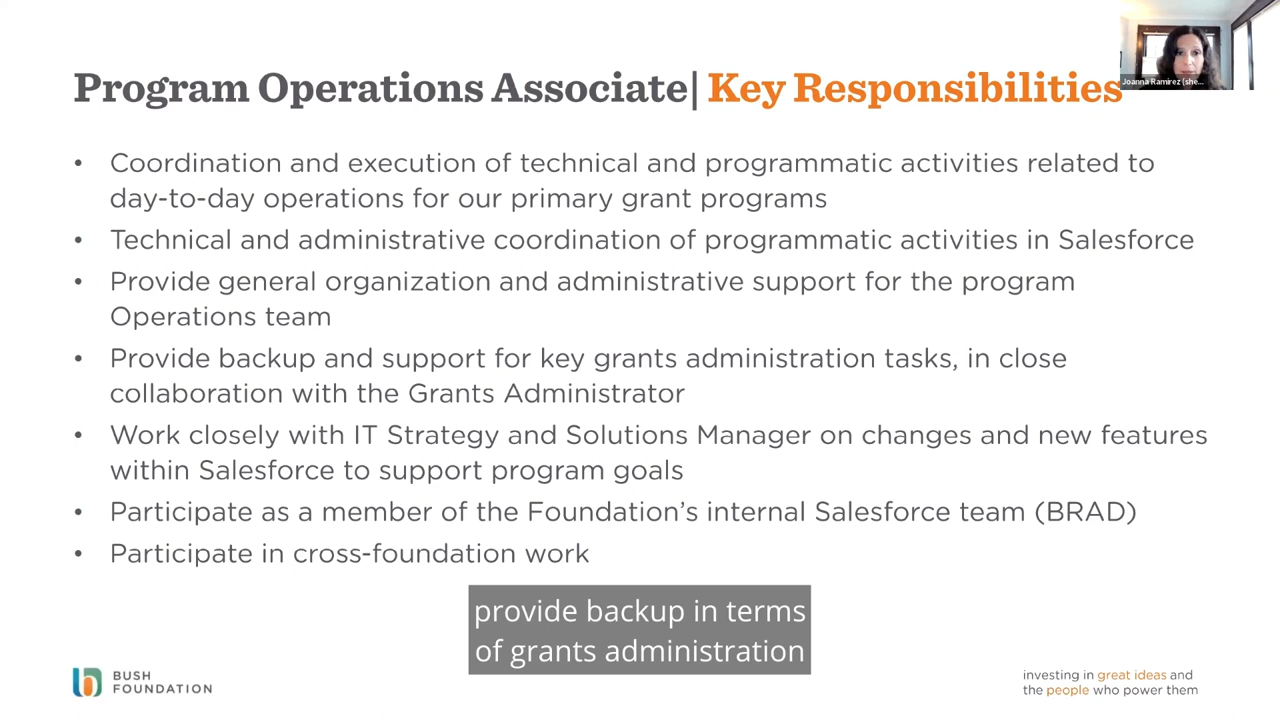 Joanna Ramirez (she...
Program Operations Associate| Key Responsibilities
• Coordination and execution of technical and programmatic activities related to
day-to-day operations for our primary grant programs
• Technical and administrative coordination of programmatic activities in Salesforce
• Provide general organization and administrative support for the program
Operations team
• Provide backup and support for key grants administration tasks, in close
collaboration with the Grants Administrator
• Work closely with IT Strategy and Solutions Manager on changes and new features
within Salesforce to support program goals
• Participate as a member of the Foundation’s internal Salesforce team (BRAD)
• Participate in cross-foundation work
provide backup in terms
of grants administration
BUSH
FOUNDATION
investing in great ideas and
the people who power them